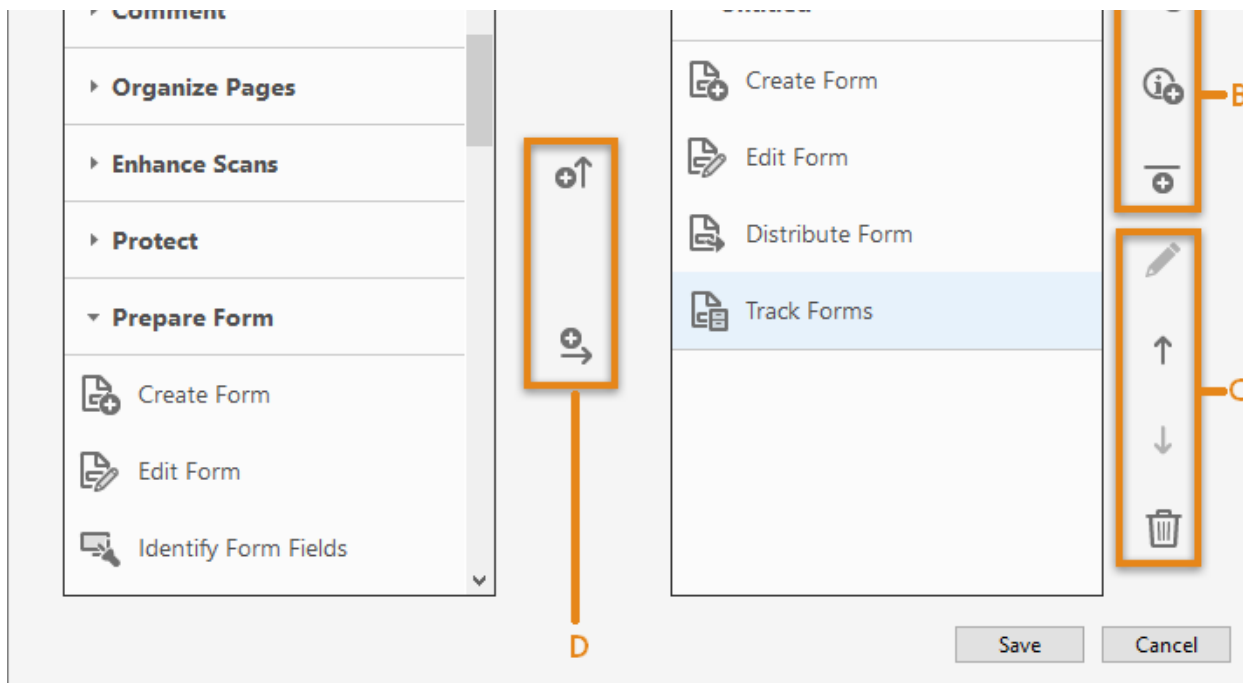 Comment
Organize Pages
Enhance Scans
Protect
Prepare Form
Create Form
Edit Form
Identify Form Fields
D
Create Form
Edit Form
Distribute Form
Track Forms
B
C
Save
Cancel